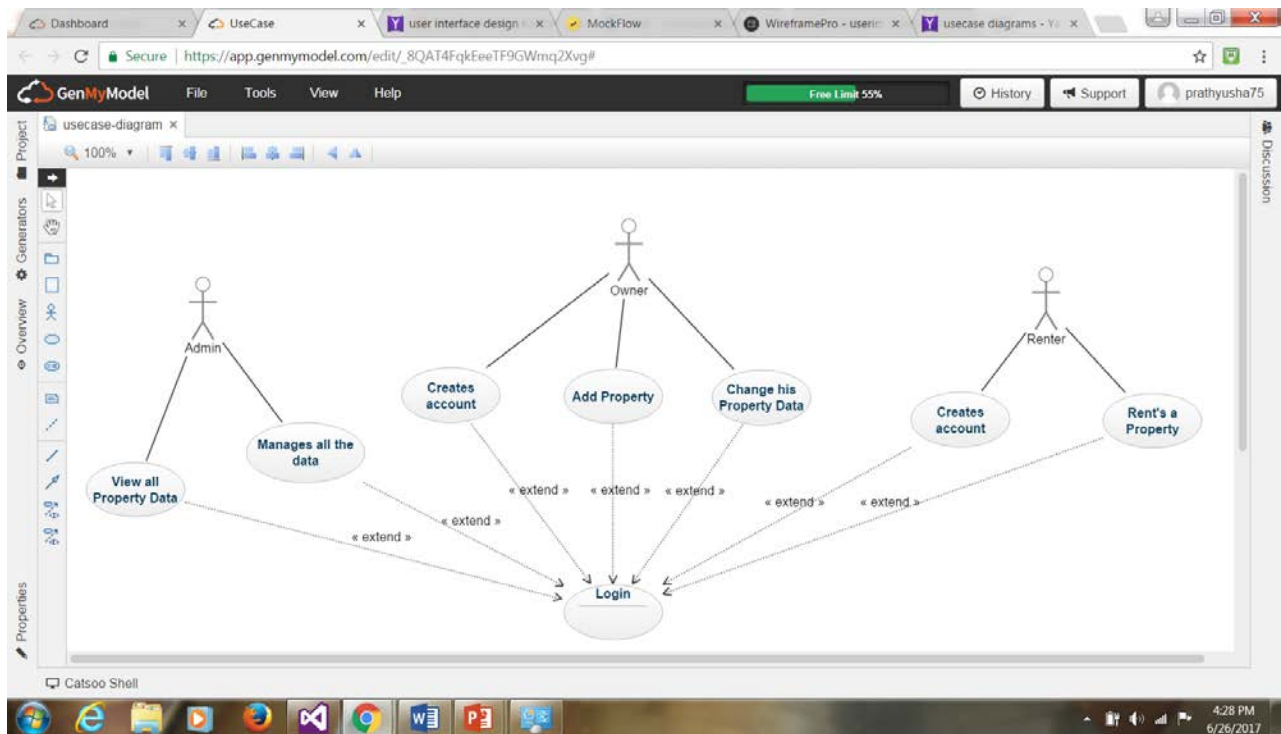 Dashboard
UseCase
user interface design
MockFlow
WireframePro - useri
usecase diagrams - Ya
Secure
https://app.genmymodel.com/edit/_8QAT4FqkEeeTF9GWmq2Xvg#
GenMyModel
File
Tools
View
Help
Free Limit 55%
History
Support
prathyusha75
Project
Generators
Overview
Properties
usecase-diagram
Discussion
100%
Owner
Admin
Renter
Creates
account
Add Property
Change his
Property Data
Creates
account
Rent's a
Property
Manages all the
data
View all
Property Data
« extend »
« extend »
« extend »
« extend »
« extend »
« extend »
« extend »
Login
Catsoo Shell
4:28 PM
6/26/2017